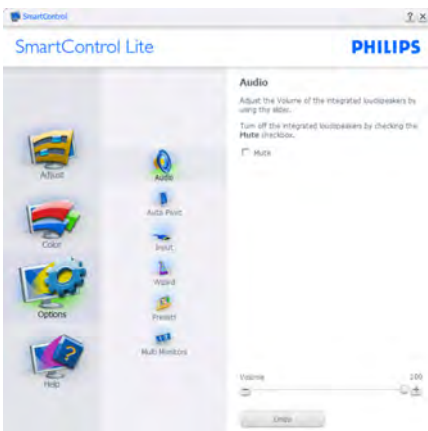 SmartControl
? X
SmartControl Lite
PHILIPS
Audio
Adjust the Volume of the integrated loudspeakers by
using the slider.
Turn off the integrated loudspeakers by checking the
Mute checkbox.
Mute
Adjust
Color
Options
Help
Audio
Auto Pivot
Input
Wizard
Presets
Multi Monitors
Volume
100
Undo